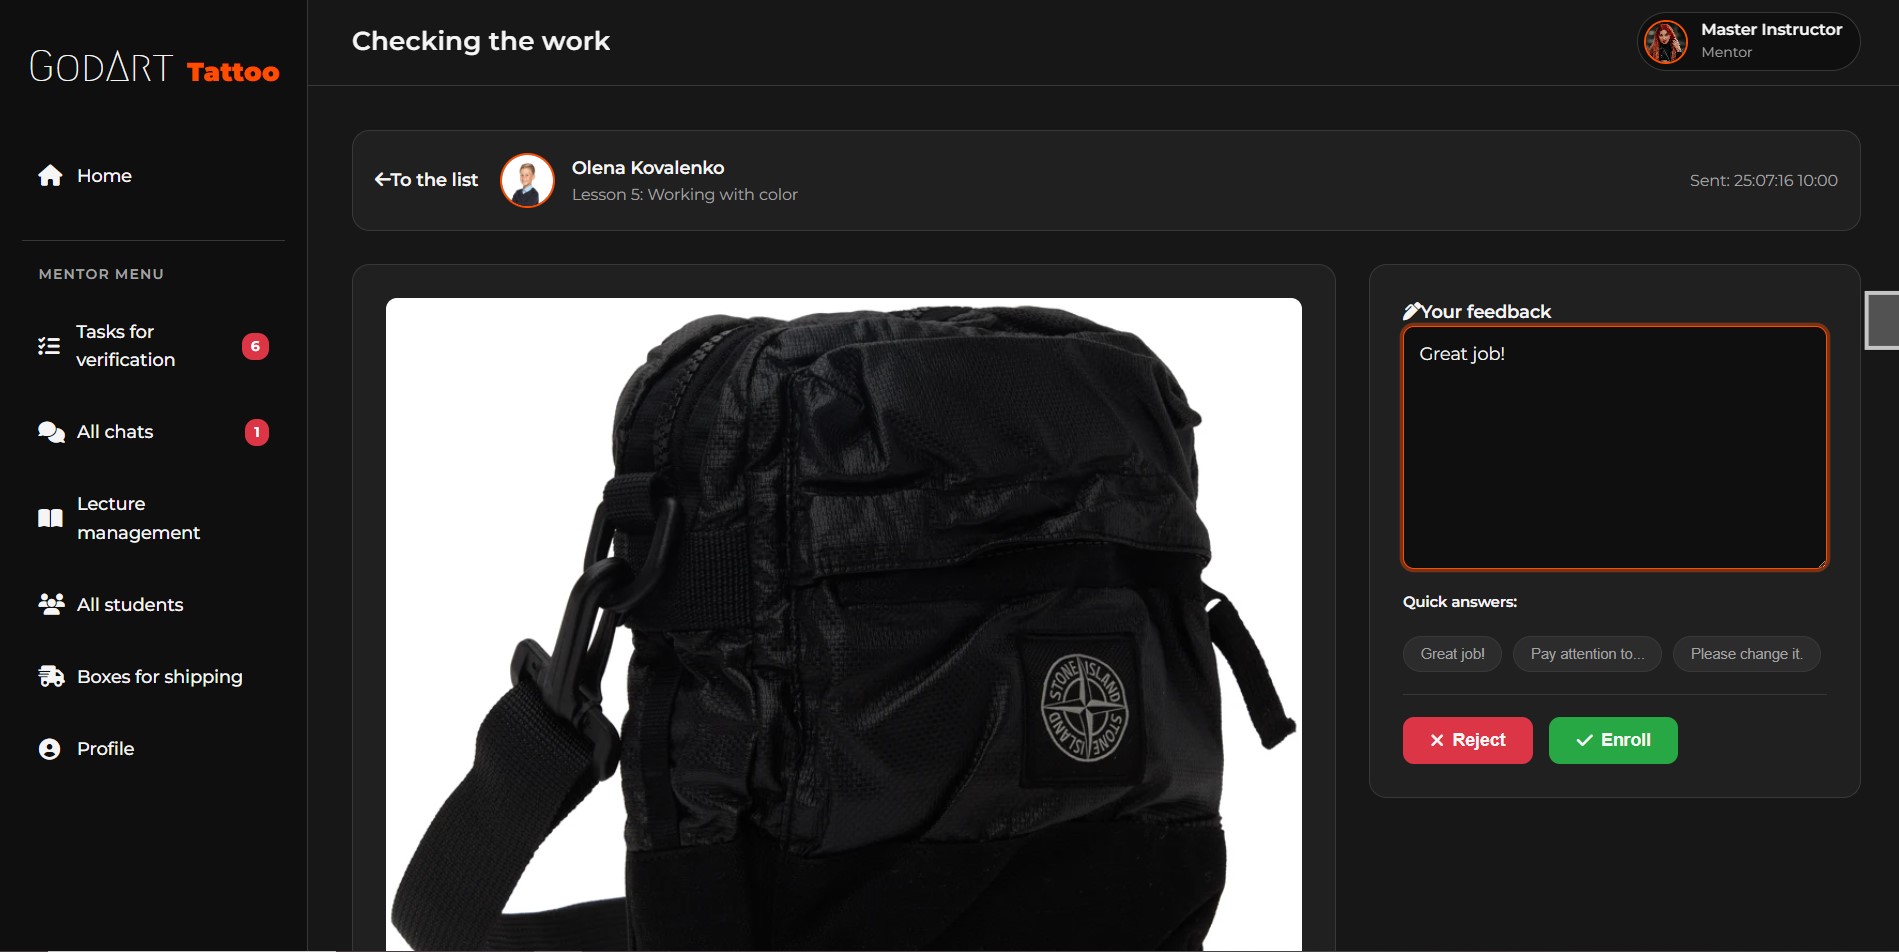 GODART Tattoo
Home
MENTOR MENU
Tasks for
verification
6
All chats
1
Lecture
management
All students
Boxes for shipping
Profile
Checking the work
Master Instructor
Mentor
To the list
Olena Kovalenko
Lesson 5: Working with color
Sent: 25:07:16 10:00
STONE ISLAND
STONE ISLAND
Your feedback
Great job!
Quick answers:
Great job!
Pay attention to...
Please change it.
Reject
Enroll